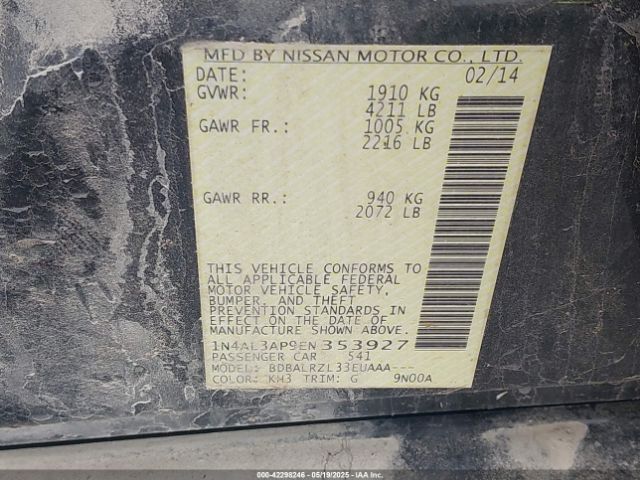 MFD BY NISSAN MOTOR CO., LTD.
DATE: 02/14
GVWR: 1910 KG
4211 LB
GAWR FR.: 1005 KG
2216 LB
GAWR RR.: 940 KG
2072 LB
THIS VEHICLE CONFORMS TO
ALL APPLICABLE FEDERAL
MOTOR VEHICLE SAFETY,
BUMPER, AND THEFT
PREVENTION STANDARDS IN
EFFECT ON THE DATE OF
MANUFACTURE SHOWN ABOVE.
1N4AL3AP9EN353927
PASSENGER CAR 541
MODEL: BDBALRZL33EUAAA---
COLOR: KH3 TRIM: G 9N00A
000-42298246 - 05/19/2025 - IAA Inc.